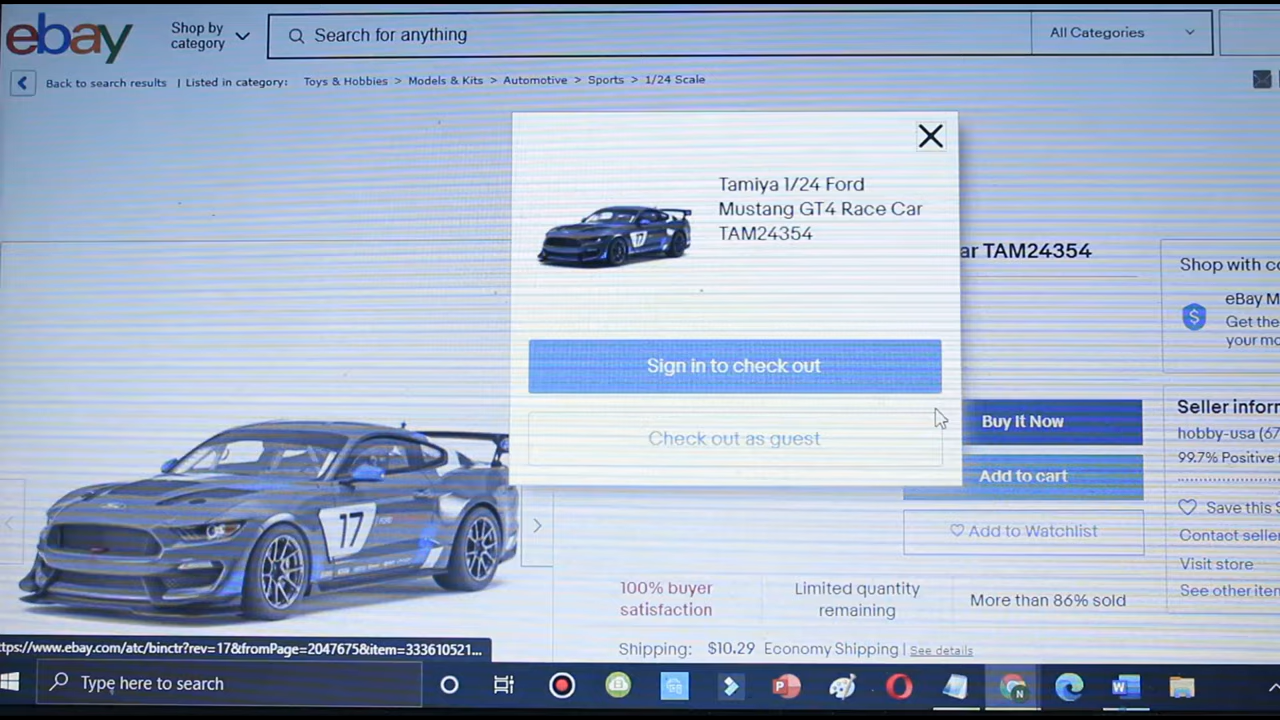 ebay
Shop by
category
Search for anything
All Categories
Back to search results | Listed in category: Toys & Hobbies > Models & Kits > Automotive > Sports > 1/24 Scale
Tamiya 1/24 Ford
Mustang GT4 Race Car
TAM24354
ar TAM24354
Shop with co
eBay M
Get the
your mo
Sign in to check out
Check out as guest
Buy It Now
Add to cart
Add to Watchlist
Seller inforr
hobby-usa (67
99.7% Positive
Save this S
Contact selle
Visit store
See other item
17
17
100% buyer
satisfaction
Limited quantity
remaining
More than 86% sold
Shipping: $10.29 Economy Shipping | See details
ttps://www.ebay.com/atc/binctr?rev=17&fromPage=2047675&item=333610521...
Type here to search